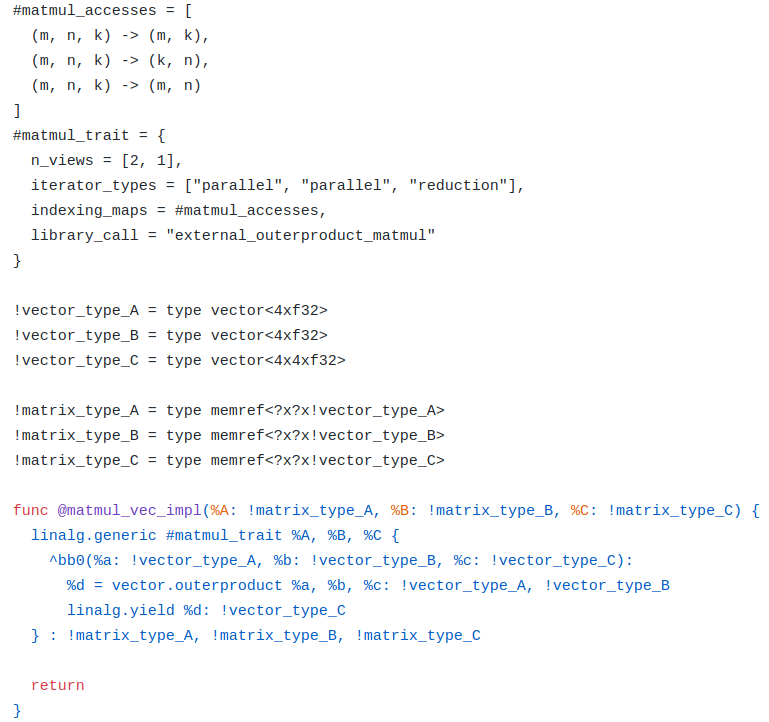 #matmul_accesses = [
  (m, n, k) -> (m, k),
  (m, n, k) -> (k, n),
  (m, n, k) -> (m, n)
]
#matmul_trait = {
  n_views = [2, 1],
  iterator_types = ["parallel", "parallel", "reduction"],
  indexing_maps = #matmul_accesses,
  library_call = "external_outerproduct_matmul"
}

!vector_type_A = type vector<4xf32>
!vector_type_B = type vector<4xf32>
!vector_type_C = type vector<4x4xf32>

!matrix_type_A = type memref<?x?x!vector_type_A>
!matrix_type_B = type memref<?x?x!vector_type_B>
!matrix_type_C = type memref<?x?x!vector_type_C>

func @matmul_vec_impl(%A: !matrix_type_A, %B: !matrix_type_B, %C: !matrix_type_C) {
  linalg.generic #matmul_trait %A, %B, %C {
    ^bb0(%a: !vector_type_A, %b: !vector_type_B, %c: !vector_type_C):
      %d = vector.outerproduct %a, %b, %c: !vector_type_A, !vector_type_B
      linalg.yield %d: !vector_type_C
  } : !matrix_type_A, !matrix_type_B, !matrix_type_C

  return
}